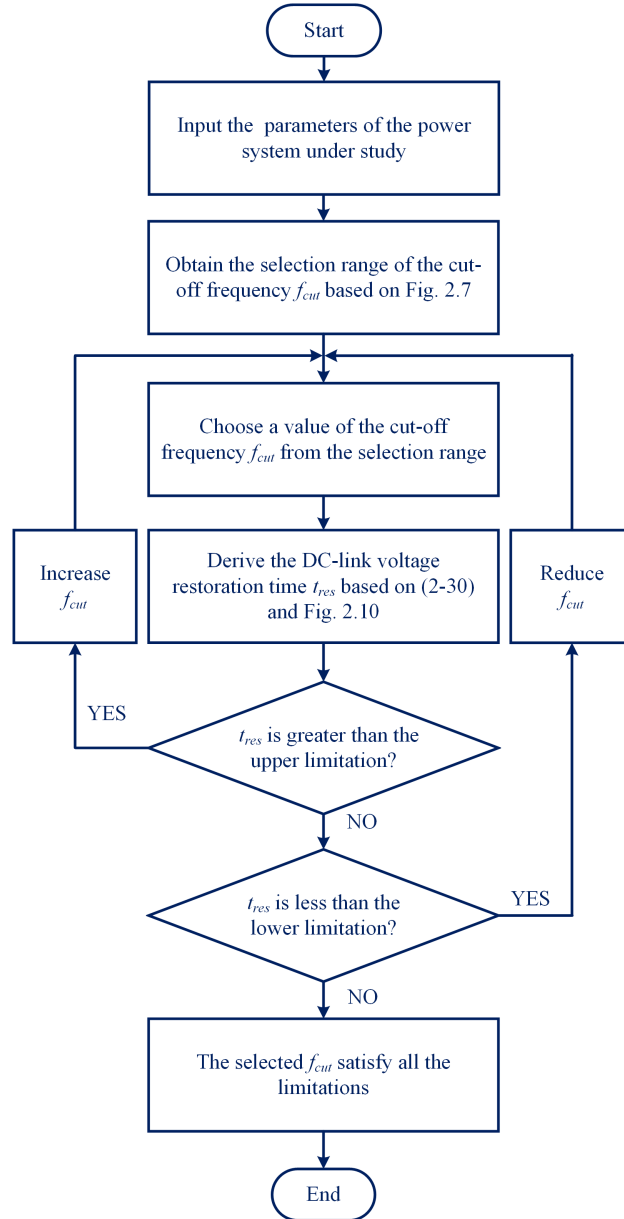 Start
Input the parameters of the power
system under study
Obtain the selection range of the cut-
off frequency fcut based on Fig. 2.7
Choose a value of the cut-off
frequency fcut from the selection range
Increase
fcut
Derive the DC-link voltage
restoration time tres based on (2-30)
and Fig. 2.10
Reduce
fcut
YES
tres is greater than the
upper limitation?
NO
tres is less than the
lower limitation?
YES
NO
The selected fcut satisfy all the
limitations
End